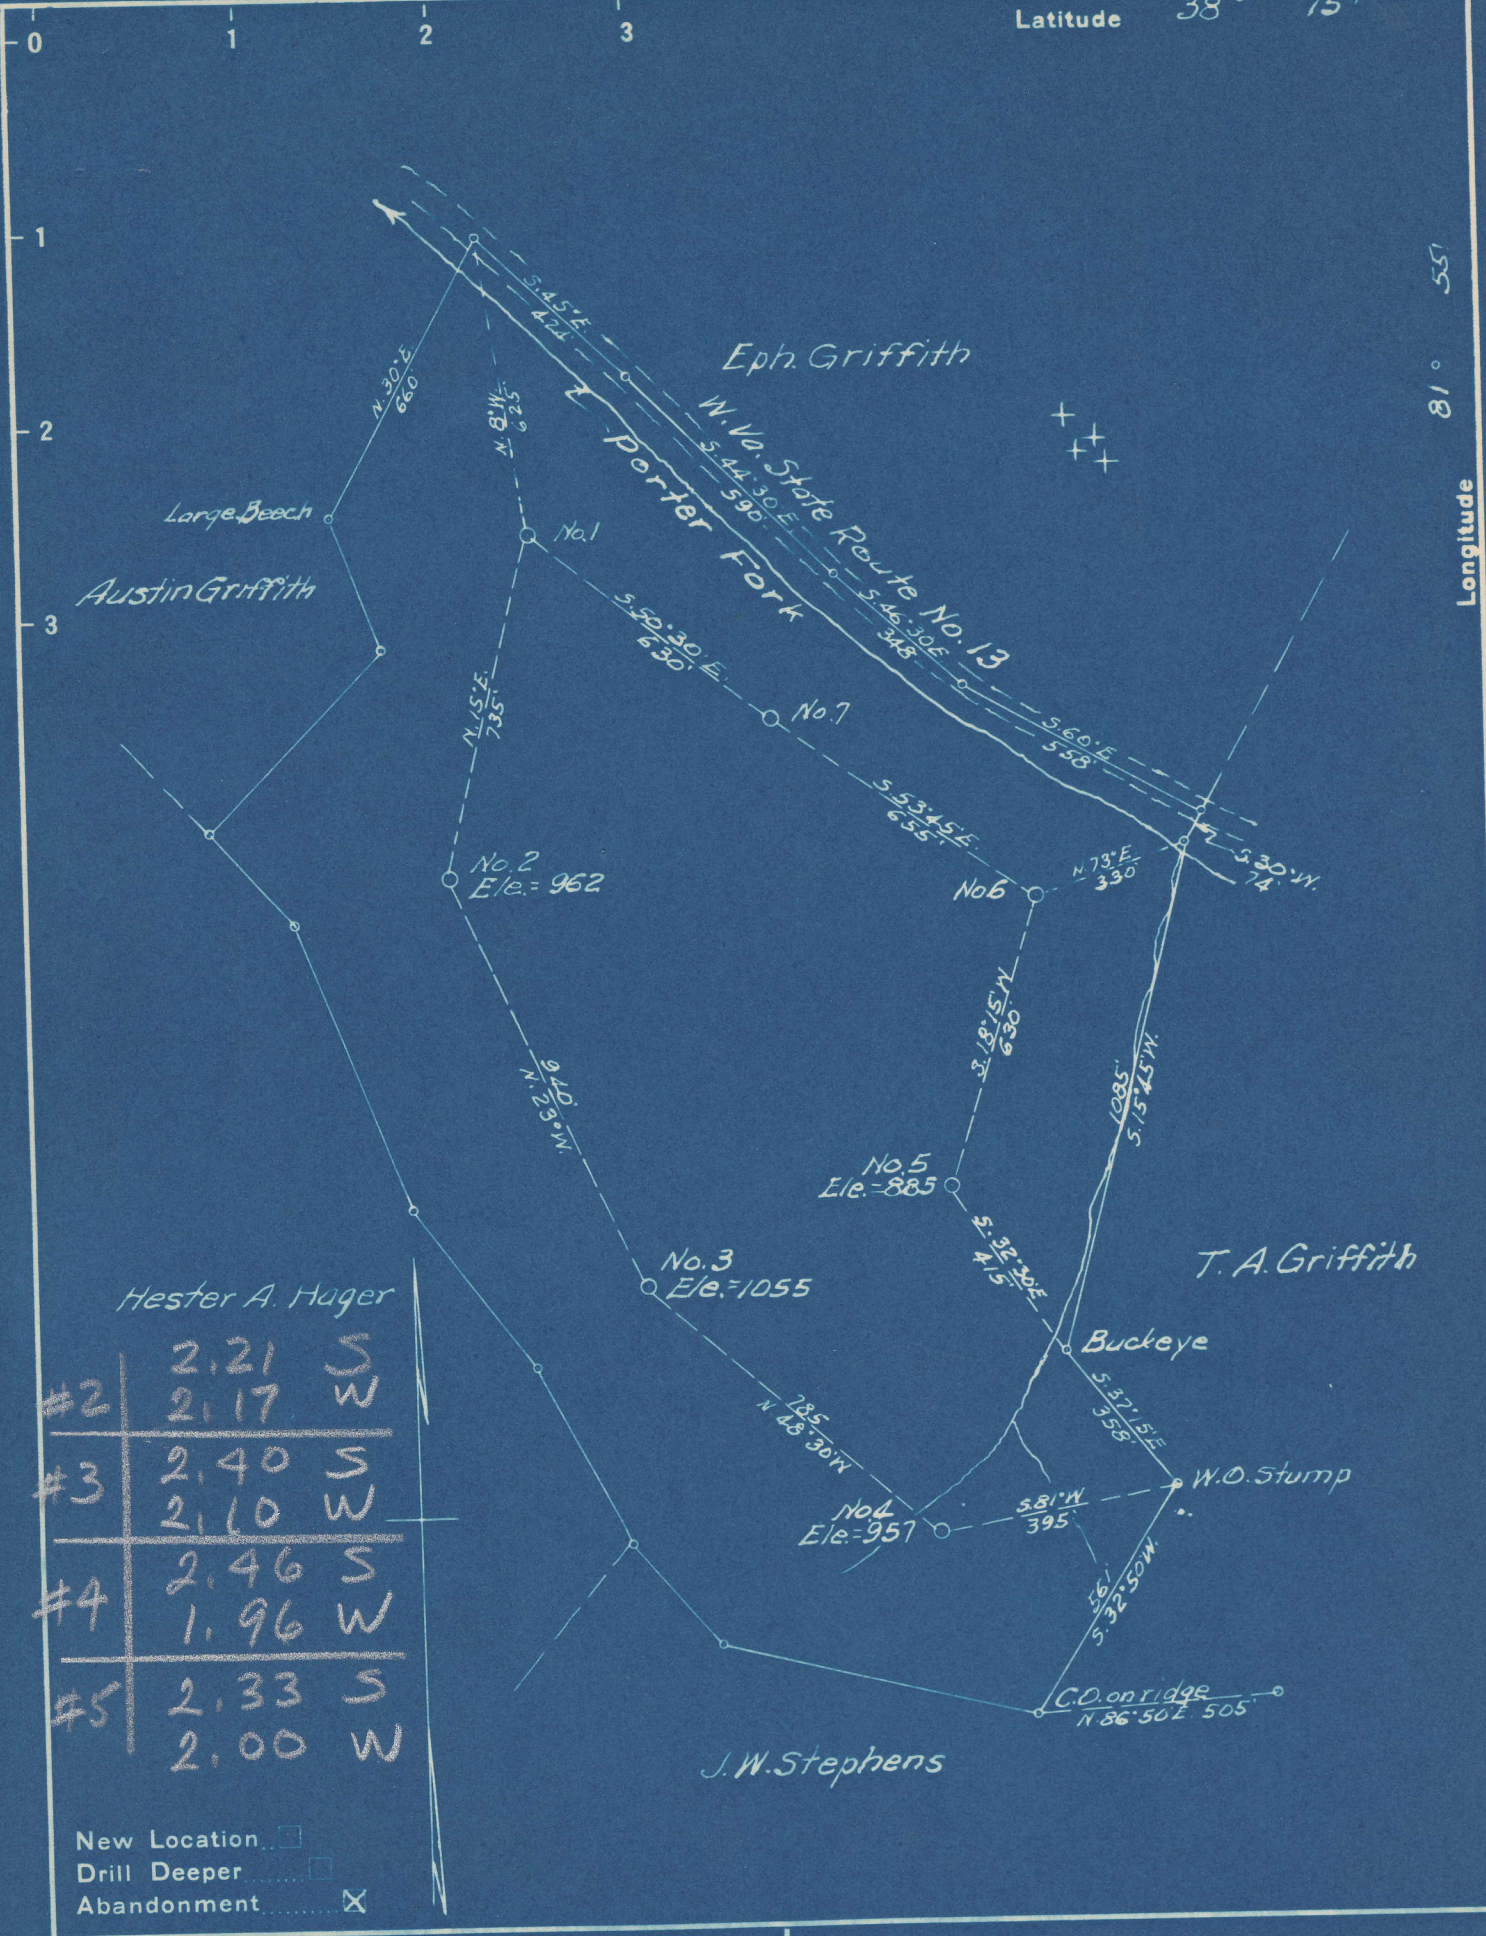 Latitude 38° 15'
0 1 2 3
1
2
3
Longitude 81° 55'
S.45°E.
424'
Eph. Griffith
N.30°E
660'
N.8°W.
625
W.Va. State Route No.13
S.44°30'E.
590'
Porter Fork
Large Beech
No.1
Austin Griffith
S.50°30'E.
630'
S.46°30'E
348
N.15°E.
735'
No.7
S.60°E
558'
S.53°45'E.
655'
No.2
Ele.=962
No.6
N.73°E
330
S.30°W.
74'
S.18°15'W
630'
940'
N.23°W.
1085'
S.15°45'W.
No.5
Ele.=885
S.32°30'E
415'
No.3
Ele.=1055
T.A.Griffith
Hester A. Hager
Buckeye
S.37°15'E
358'
785
N 48°30'W
W.O.Stump
No.4
Ele.=957
S.81°W
395'
561
S.32°50'W.
C.O. on ridge
N.86°50'E. 505'
J.W.Stephens
#2 2.21 S
2.17 W
#3 2.40 S
2.10 W
#4 2.46 S
1.96 W
#5 2.33 S
2.00 W
New Location
Drill Deeper
Abandonment X